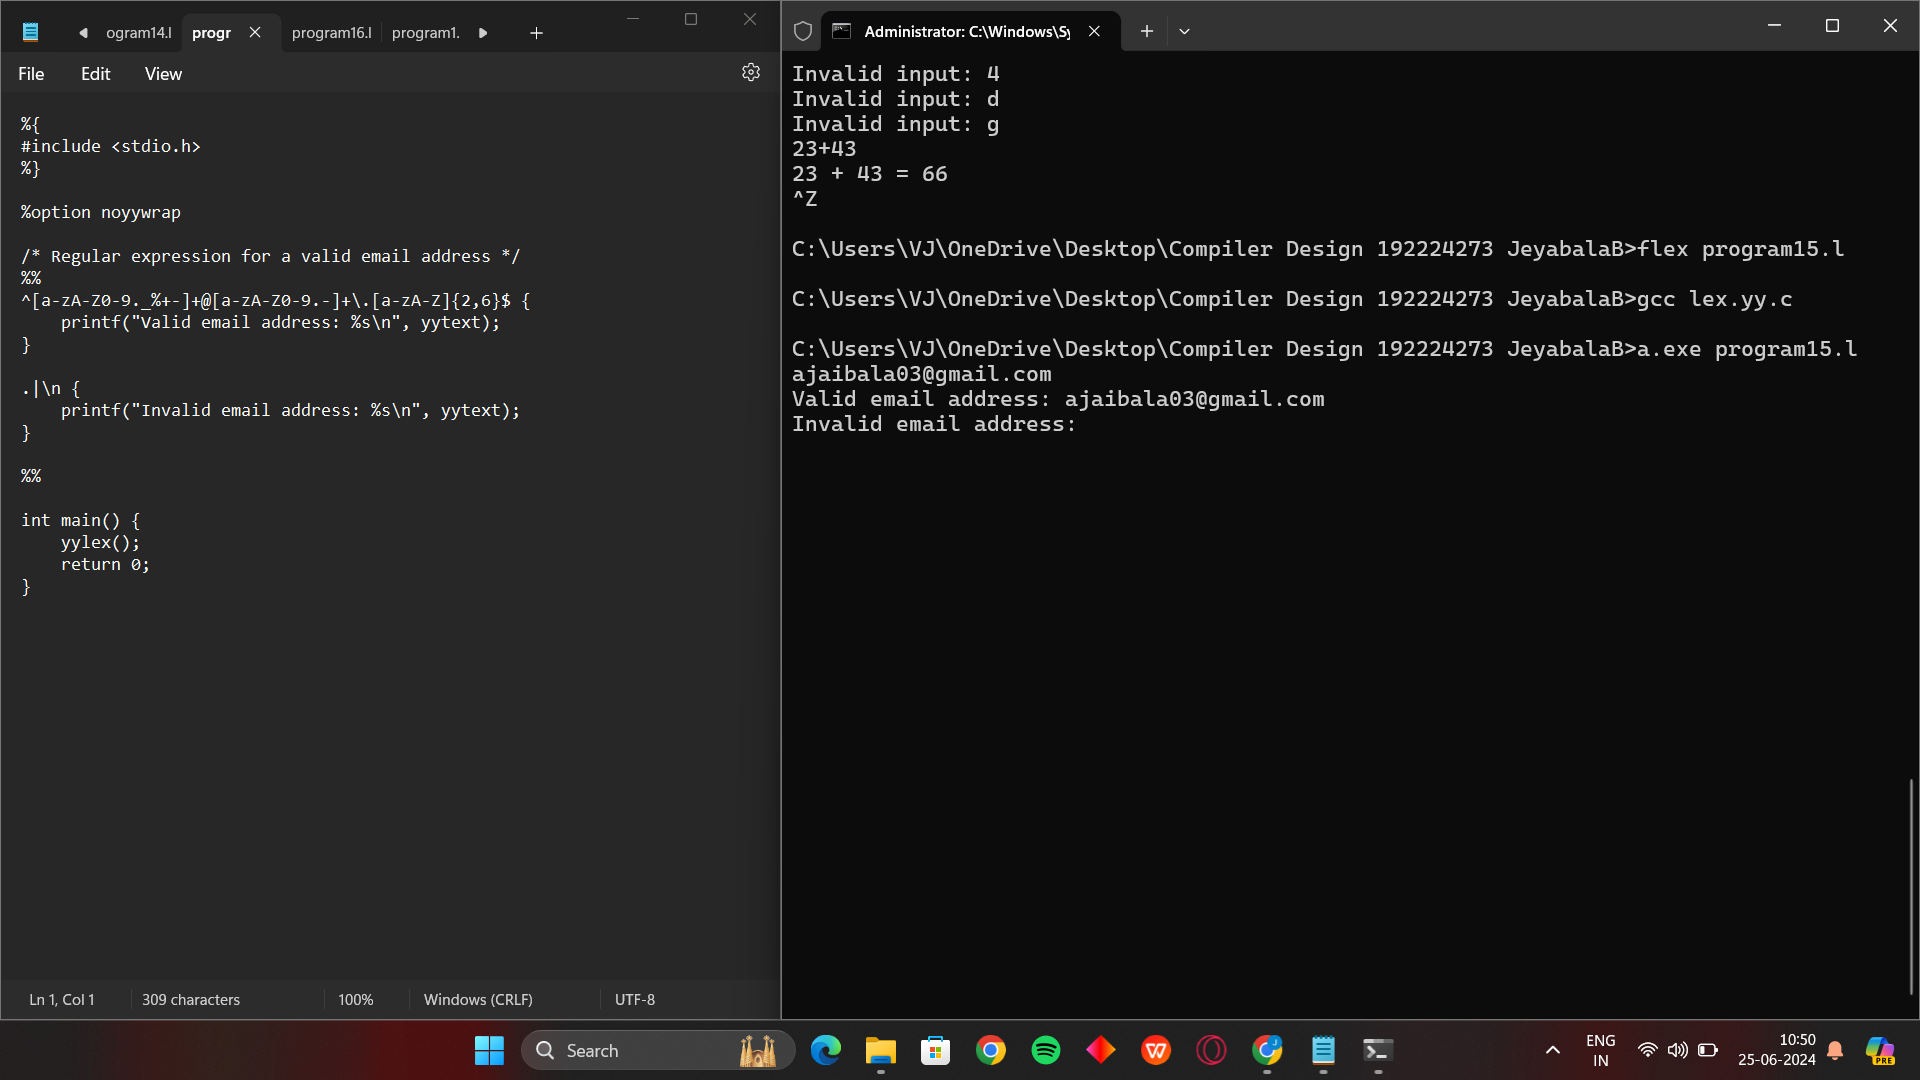 ogram14.l
progr
program16.l
program1.
File
Edit
View
%{
#include <stdio.h>
%}
%option noyywrap
/* Regular expression for a valid email address */
%%
^[a-zA-Z0-9._%+-]+@[a-zA-Z0-9.-]+\.[a-zA-Z]{2,6}$ {
    printf("Valid email address: %s\n", yytext);
}
.|\n {
    printf("Invalid email address: %s\n", yytext);
}
%%
int main() {
    yylex();
    return 0;
}
Ln 1, Col 1
309 characters
100%
Windows (CRLF)
UTF-8
Administrator: C:\Windows\Sy
Invalid input: 4
Invalid input: d
Invalid input: g
23+43
23 + 43 = 66
^Z
C:\Users\VJ\OneDrive\Desktop\Compiler Design 192224273 JeyabalaB>flex program15.l
C:\Users\VJ\OneDrive\Desktop\Compiler Design 192224273 JeyabalaB>gcc lex.yy.c
C:\Users\VJ\OneDrive\Desktop\Compiler Design 192224273 JeyabalaB>a.exe program15.l
ajaibala03@gmail.com
Valid email address: ajaibala03@gmail.com
Invalid email address:
Search
W
J
ENG
IN
10:50
25-06-2024
PRE